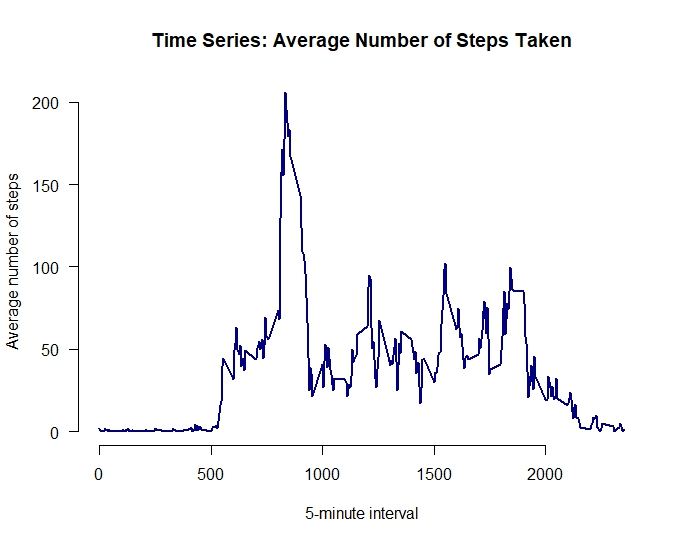 Time Series: Average Number of Steps Taken
Average number of steps
200
150
100
50
0
0 500 1000 1500 2000
5-minute interval